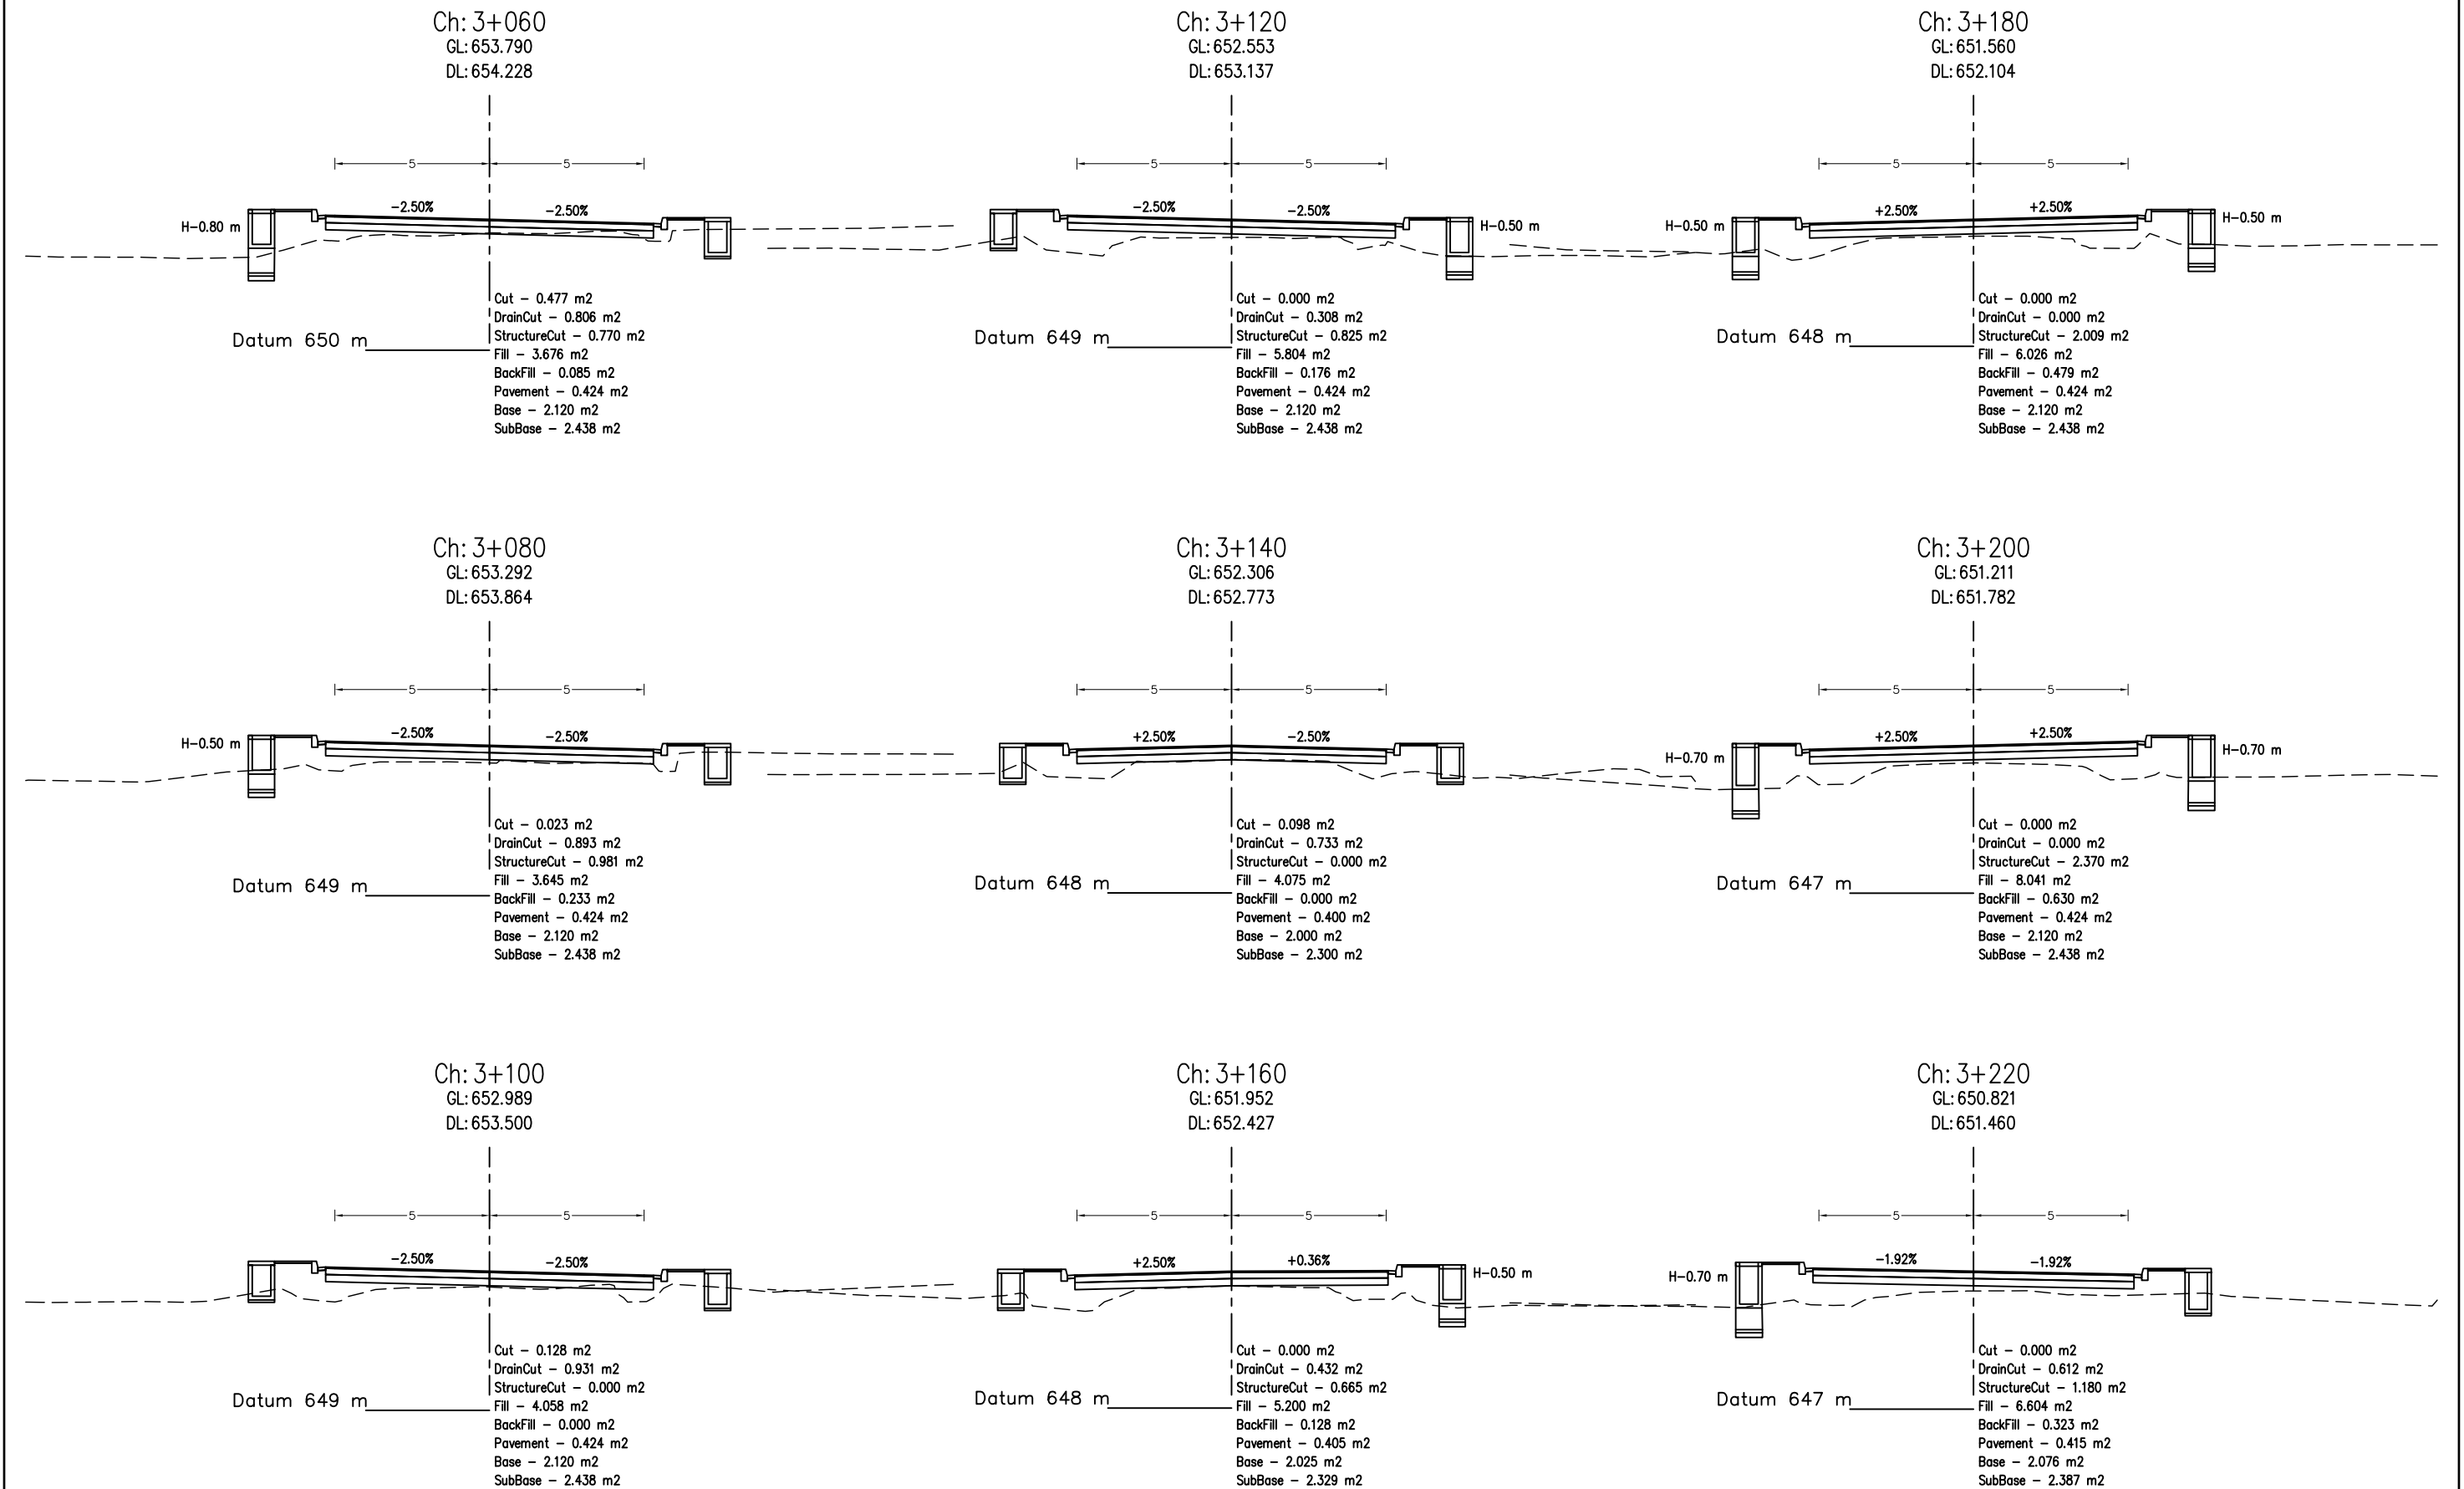 Ch: 3+060
GL: 653.790
DL: 654.228
5
5
-2.50%
-2.50%
H-0.80 m
Cut - 0.477 m2
DrainCut - 0.806 m2
StructureCut - 0.770 m2
Datum 650 m
Fill - 3.676 m2
BackFill - 0.085 m2
Pavement - 0.424 m2
Base - 2.120 m2
SubBase - 2.438 m2
Ch: 3+080
GL: 653.292
DL: 653.864
5
5
-2.50%
-2.50%
H-0.50 m
Cut - 0.023 m2
DrainCut - 0.893 m2
StructureCut - 0.981 m2
Datum 649 m
Fill - 3.645 m2
BackFill - 0.233 m2
Pavement - 0.424 m2
Base - 2.120 m2
SubBase - 2.438 m2
Ch: 3+100
GL: 652.989
DL: 653.500
5
5
-2.50%
-2.50%
Cut - 0.128 m2
DrainCut - 0.931 m2
StructureCut - 0.000 m2
Datum 649 m
Fill - 4.058 m2
BackFill - 0.000 m2
Pavement - 0.424 m2
Base - 2.120 m2
SubBase - 2.438 m2
Ch: 3+120
GL: 652.553
DL: 653.137
5
5
-2.50%
-2.50%
H-0.50 m
Cut - 0.000 m2
DrainCut - 0.308 m2
StructureCut - 0.825 m2
Datum 649 m
Fill - 5.804 m2
BackFill - 0.176 m2
Pavement - 0.424 m2
Base - 2.120 m2
SubBase - 2.438 m2
Ch: 3+140
GL: 652.306
DL: 652.773
5
5
+2.50%
-2.50%
Cut - 0.098 m2
DrainCut - 0.733 m2
StructureCut - 0.000 m2
Datum 648 m
Fill - 4.075 m2
BackFill - 0.000 m2
Pavement - 0.400 m2
Base - 2.000 m2
SubBase - 2.300 m2
Ch: 3+160
GL: 651.952
DL: 652.427
5
5
+2.50%
+0.36%
H-0.50 m
Cut - 0.000 m2
DrainCut - 0.432 m2
StructureCut - 0.665 m2
Datum 648 m
Fill - 5.200 m2
BackFill - 0.128 m2
Pavement - 0.405 m2
Base - 2.025 m2
SubBase - 2.329 m2
Ch: 3+180
GL: 651.560
DL: 652.104
5
5
+2.50%
+2.50%
H-0.50 m
H-0.50 m
Cut - 0.000 m2
DrainCut - 0.000 m2
StructureCut - 2.009 m2
Datum 648 m
Fill - 6.026 m2
BackFill - 0.479 m2
Pavement - 0.424 m2
Base - 2.120 m2
SubBase - 2.438 m2
Ch: 3+200
GL: 651.211
DL: 651.782
5
5
+2.50%
+2.50%
H-0.70 m
H-0.70 m
Cut - 0.000 m2
DrainCut - 0.000 m2
StructureCut - 2.370 m2
Datum 647 m
Fill - 8.041 m2
BackFill - 0.630 m2
Pavement - 0.424 m2
Base - 2.120 m2
SubBase - 2.438 m2
Ch: 3+220
GL: 650.821
DL: 651.460
5
5
-1.92%
-1.92%
H-0.70 m
Cut - 0.000 m2
DrainCut - 0.612 m2
StructureCut - 1.180 m2
Datum 647 m
Fill - 6.604 m2
BackFill - 0.323 m2
Pavement - 0.415 m2
Base - 2.076 m2
SubBase - 2.387 m2